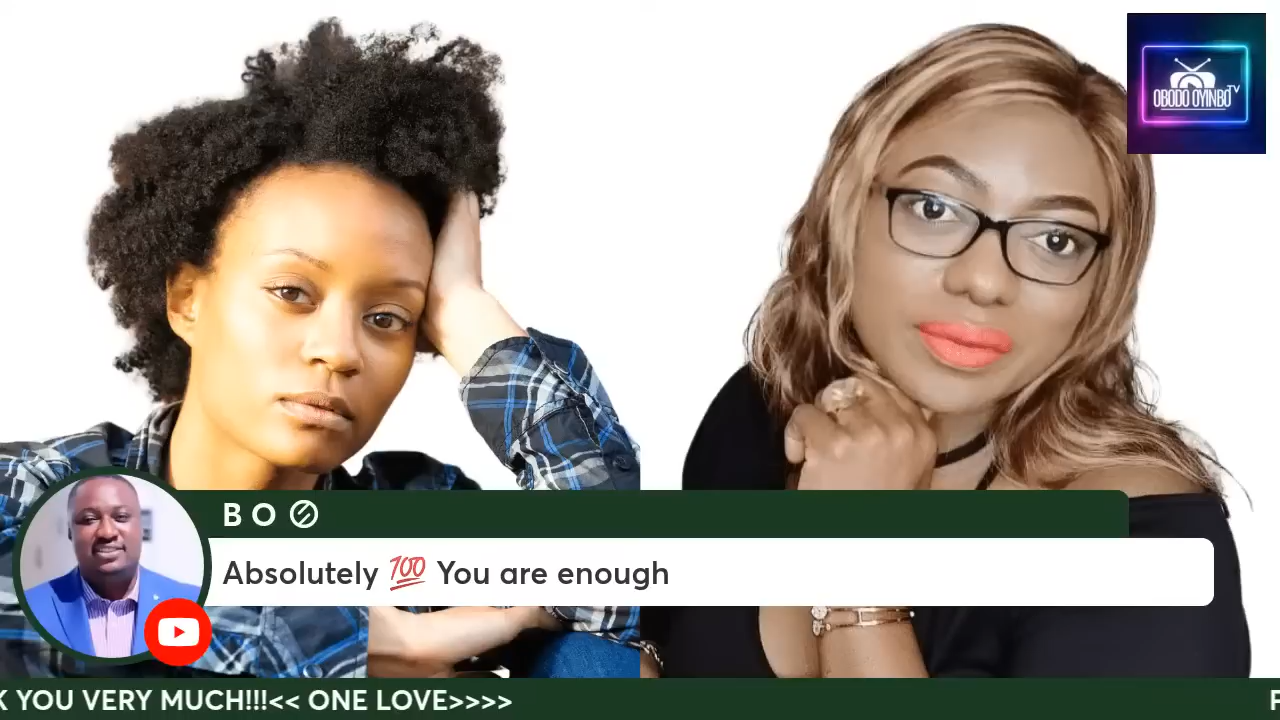 OBODO OYINBO TV
B O
Absolutely 💯 You are enough
K YOU VERY MUCH!!!<< ONE LOVE>>>>
P